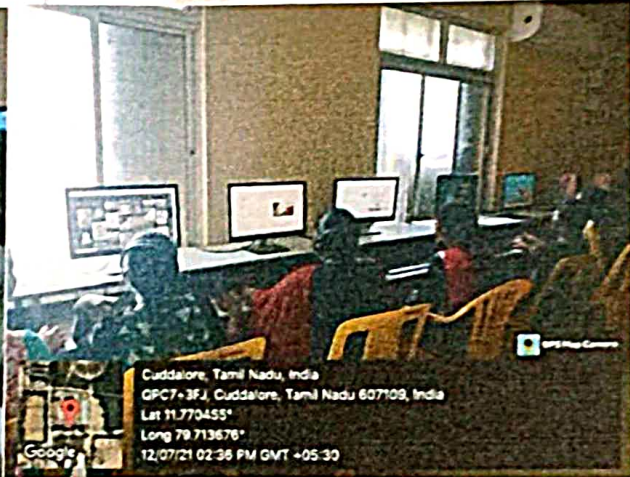 GPS Map Camera
Cuddalore, Tamil Nadu, India
QPC7+3FJ, Cuddalore, Tamil Nadu 607109, India
Lat 11.770455°
Long 79.713676°
12/07/21 02:36 PM GMT +05:30
Google